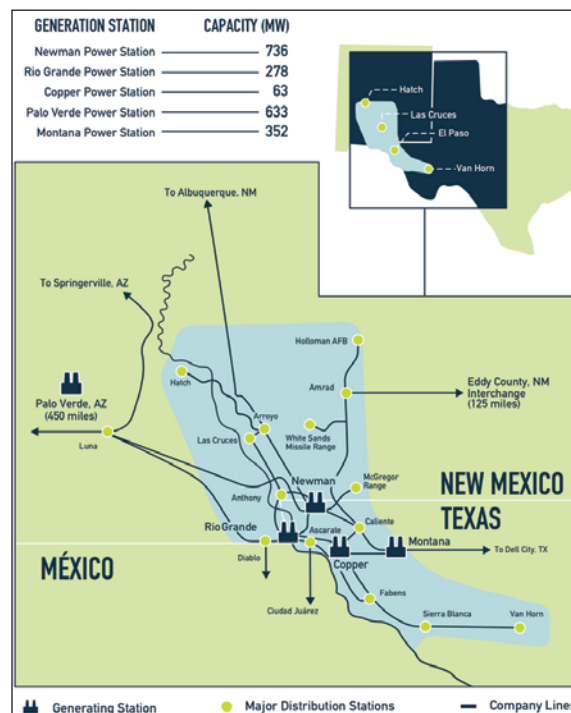 GENERATION STATION CAPACITY (MW)
Newman Power Station 736
Rio Grande Power Station 278
Copper Power Station 63
Palo Verde Power Station 633
Montana Power Station 352
Hatch
Las Cruces
El Paso
Van Horn
To Albuquerque, NM
To Springerville, AZ
Holloman AFB
Hatch
Amrad
Eddy County, NM
Interchange
(125 miles)
Palo Verde, AZ
(450 miles)
Arroyo
Las Cruces
White Sands
Missile Range
Luna
Newman
McGregor
Range
NEW MEXICO
Anthony
TEXAS
Rio Grande
Ascarate
Caliente
Montana
MÉXICO
Diablo
Copper
To Dell City, TX
Ciudad Juárez
Fabens
Sierra Blanca
Van Horn
Generating Station
Major Distribution Stations
Company Lines